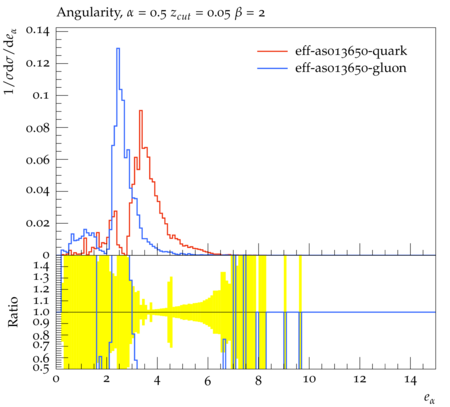 Angularity, α = 0.5 z_cut = 0.05 β = 2
1/σdσ/de_α
0.14
0.12
0.1
0.08
0.06
0.04
0.02
0
eff-as013650-quark
eff-as013650-gluon
Ratio
1.4
1.3
1.2
1.1
1.0
0.9
0.8
0.7
0.6
0.5
0 2 4 6 8 10 12 14
e_α